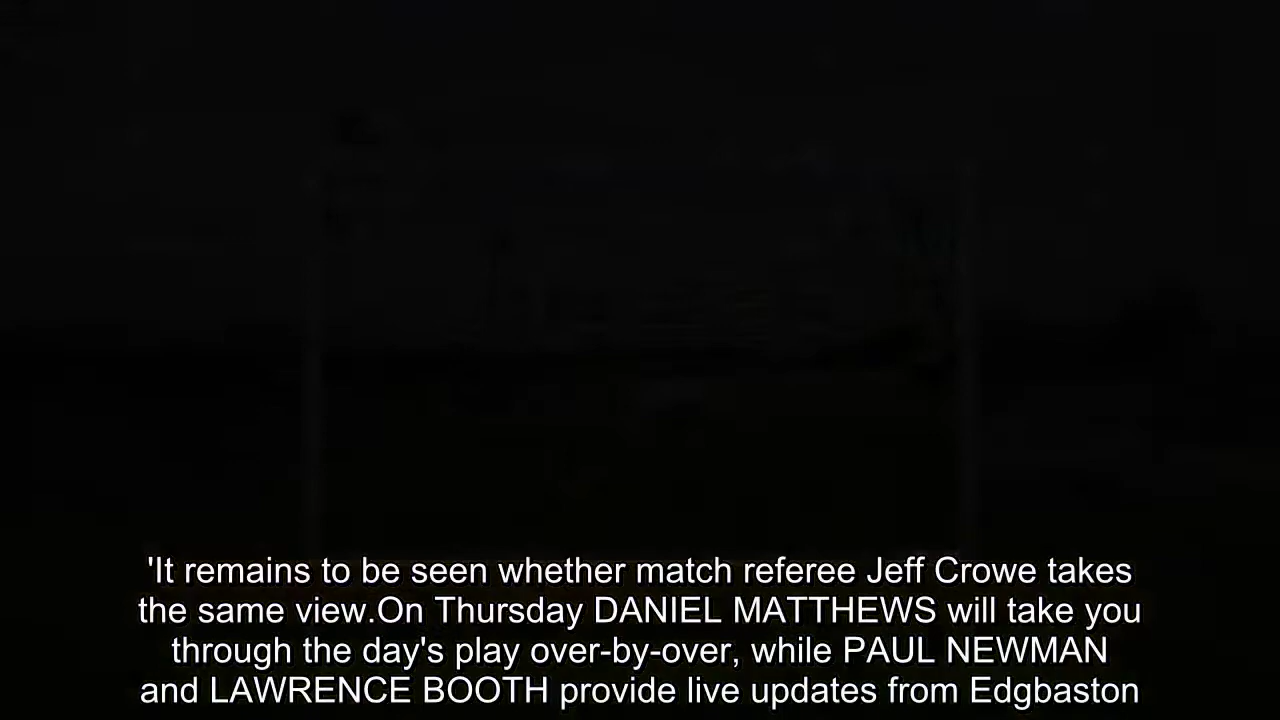 'It remains to be seen whether match referee Jeff Crowe takes
the same view.On Thursday DANIEL MATTHEWS will take you
through the day's play over-by-over, while PAUL NEWMAN
and LAWRENCE BOOTH provide live updates from Edgbaston